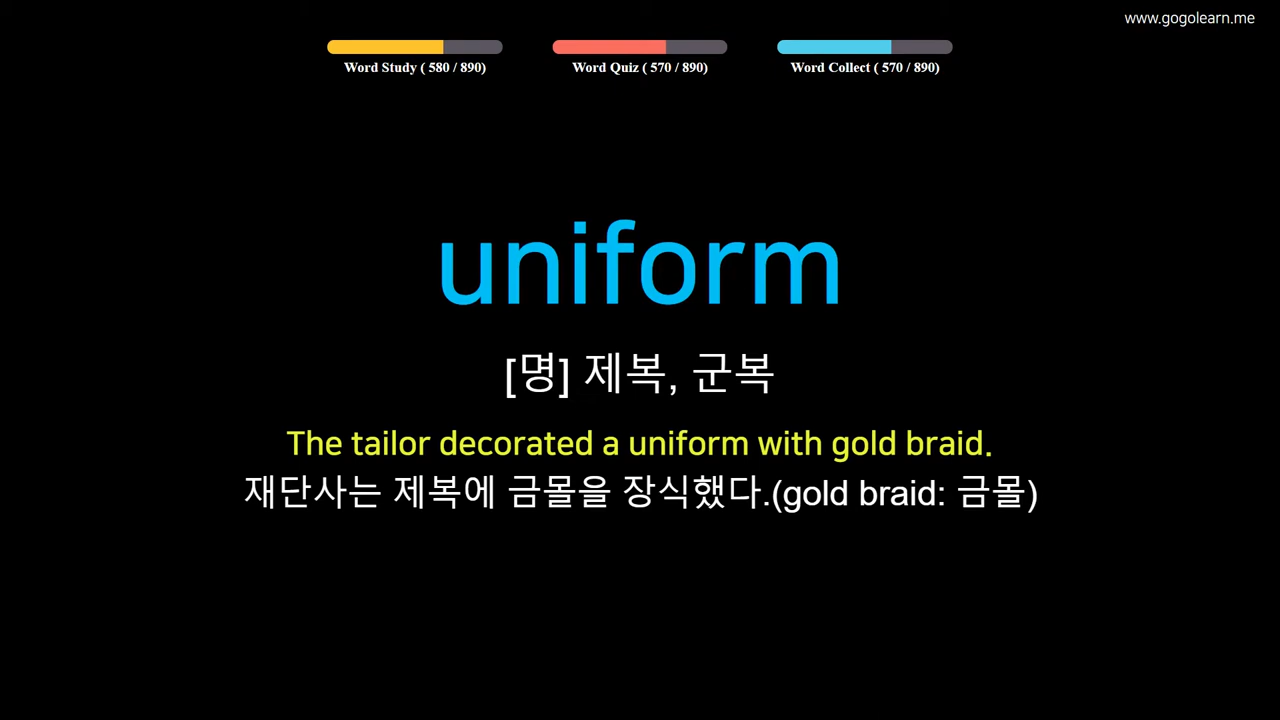 www.gogolearn.me
Word Study ( 580 / 890)
Word Quiz ( 570 / 890)
Word Collect ( 570 / 890)
uniform
[명] 제복, 군복
The tailor decorated a uniform with gold braid.
재단사는 제복에 금몰을 장식했다.(gold braid: 금몰)